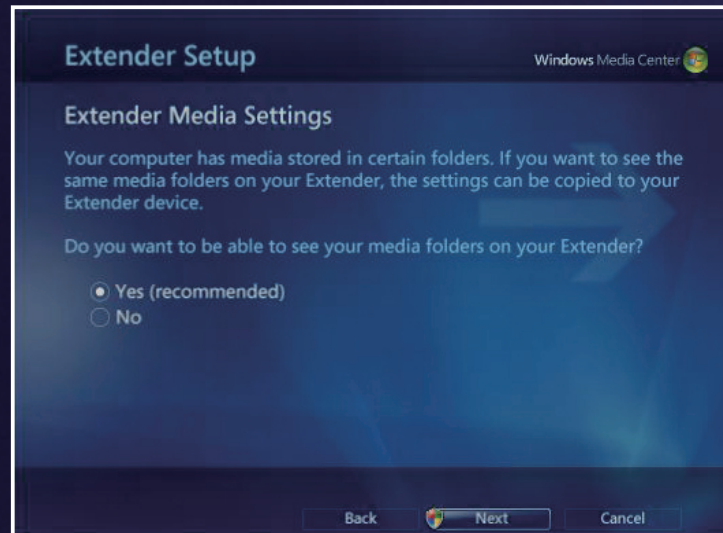 Extender Setup
Windows Media Center
Extender Media Settings
Your computer has media stored in certain folders. If you want to see the
same media folders on your Extender, the settings can be copied to your
Extender device.
Do you want to be able to see your media folders on your Extender?
Yes (recommended)
No
Back Next Cancel